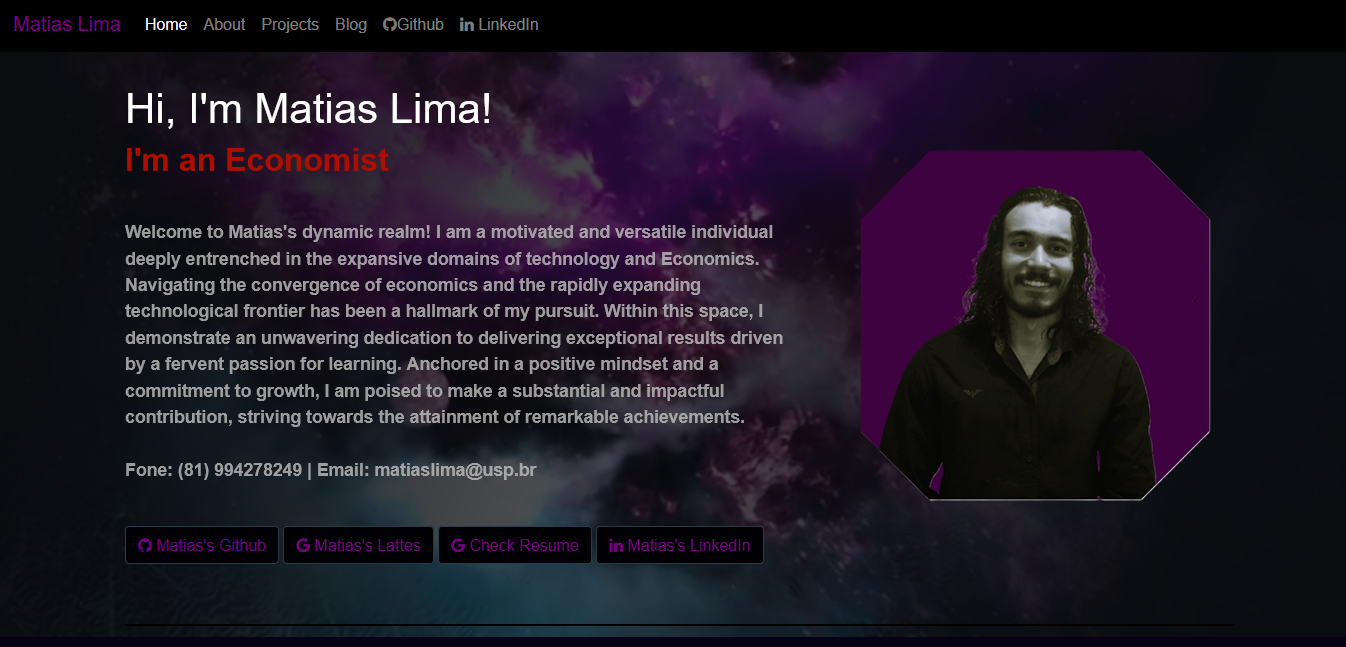 Matias Lima Home About Projects Blog Github LinkedIn
Hi, I'm Matias Lima!
I'm an Economist
Welcome to Matias's dynamic realm! I am a motivated and versatile individual
deeply entrenched in the expansive domains of technology and Economics.
Navigating the convergence of economics and the rapidly expanding
technological frontier has been a hallmark of my pursuit. Within this space, I
demonstrate an unwavering dedication to delivering exceptional results driven
by a fervent passion for learning. Anchored in a positive mindset and a
commitment to growth, I am poised to make a substantial and impactful
contribution, striving towards the attainment of remarkable achievements.
Fone: (81) 994278249 | Email: matiaslima@usp.br
Matias's Github Matias's Lattes Check Resume Matias's LinkedIn